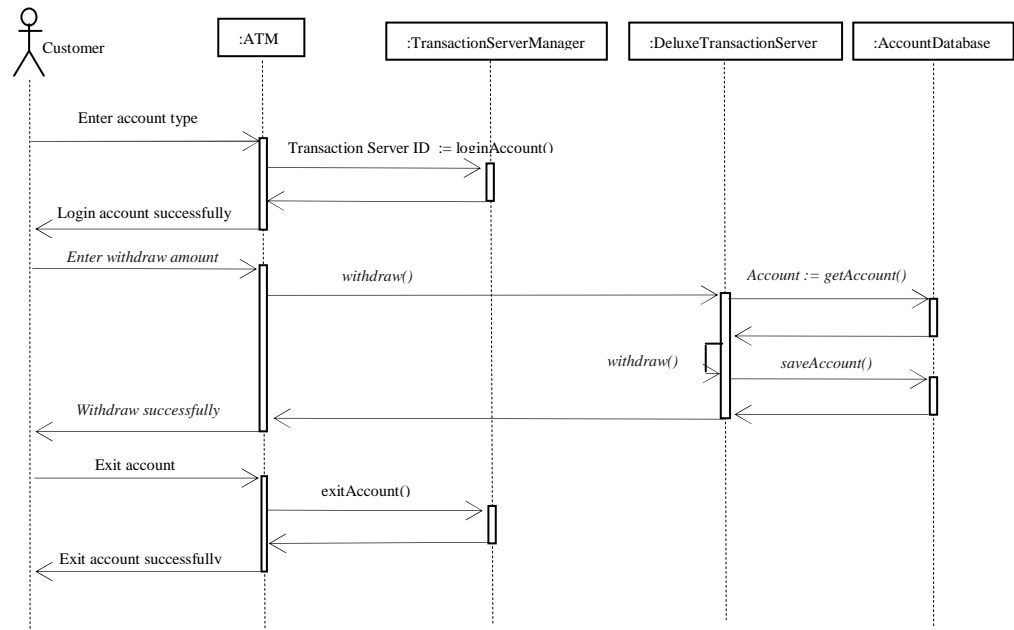 Customer
:ATM
:TransactionServerManager
:DeluxeTransactionServer
:AccountDatabase
Enter account type
Transaction Server ID := loginAccount()
Login account successfully
Enter withdraw amount
withdraw()
Account := getAccount()
withdraw()
saveAccount()
Withdraw successfully
Exit account
exitAccount()
Exit account successfully